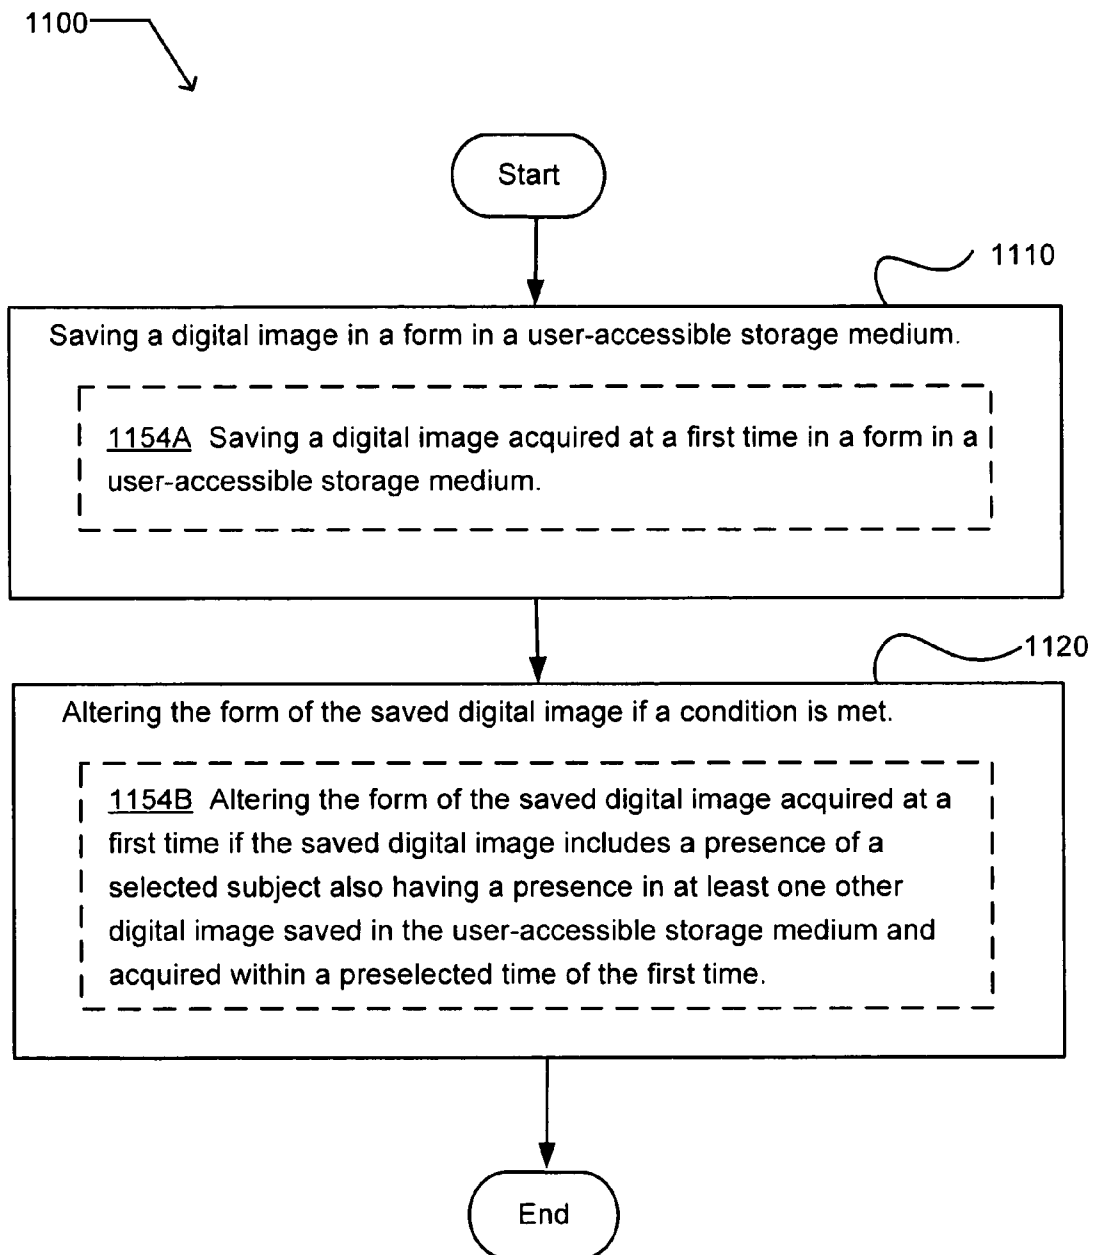 1100
Start
1110
Saving a digital image in a form in a user-accessible storage medium.
1154A Saving a digital image acquired at a first time in a form in a
user-accessible storage medium.
1120
Altering the form of the saved digital image if a condition is met.
1154B Altering the form of the saved digital image acquired at a
first time if the saved digital image includes a presence of a
selected subject also having a presence in at least one other
digital image saved in the user-accessible storage medium and
acquired within a preselected time of the first time.
End